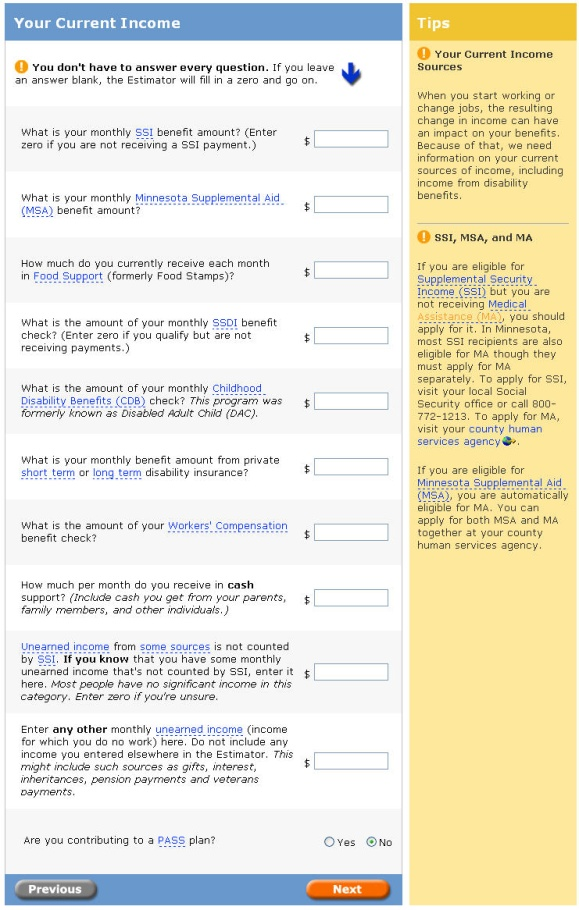 Your Current Income
You don't have to answer every question. If you leave
an answer blank, the Estimator will fill in a zero and go on.
What is your monthly SSI benefit amount? (Enter
zero if you are not receiving a SSI payment.)
$
What is your monthly Minnesota Supplemental Aid
(MSA) benefit amount?
$
How much do you currently receive each month
in Food Support (formerly Food Stamps)?
$
What is the amount of your monthly SSDI benefit
check? (Enter zero if you qualify but are not
receiving payments.)
$
What is the amount of your monthly Childhood
Disability Benefits (CDB) check? This program was
formerly known as Disabled Adult Child (DAC).
$
What is your monthly benefit amount from private
short term or long term disability insurance?
$
What is the amount of your Workers' Compensation
benefit check?
$
How much per month do you receive in cash
support? (Include cash you get from your parents,
family members, and other individuals.)
$
Unearned income from some sources is not counted
by SSI. If you know that you have some monthly
unearned income that's not counted by SSI, enter it
here. Most people have no significant income in this
category. Enter zero if you're unsure.
$
Enter any other monthly unearned income (income
for which you do no work) here. Do not include any
income you entered elsewhere in the Estimator. This
might include such sources as gifts, interest,
inheritances, pension payments and veterans
payments.
$
Are you contributing to a PASS plan?
Yes No
Previous
Next
Tips
Your Current Income
Sources
When you start working or
change jobs, the resulting
change in income can have
an impact on your benefits.
Because of that, we need
information on your current
sources of income, including
income from disability
benefits.
SSI, MSA, and MA
If you are eligible for
Supplemental Security
Income (SSI) but you are
not receiving Medical
Assistance (MA), you should
apply for it. In Minnesota,
most SSI recipients are also
eligible for MA though they
must apply for MA
separately. To apply for SSI,
visit your local Social
Security office or call 800-
772-1213. To apply for MA,
visit your county human
services agency.
If you are eligible for
Minnesota Supplemental Aid
(MSA), you are automatically
eligible for MA. You can
apply for both MSA and MA
together at your county
human services agency.